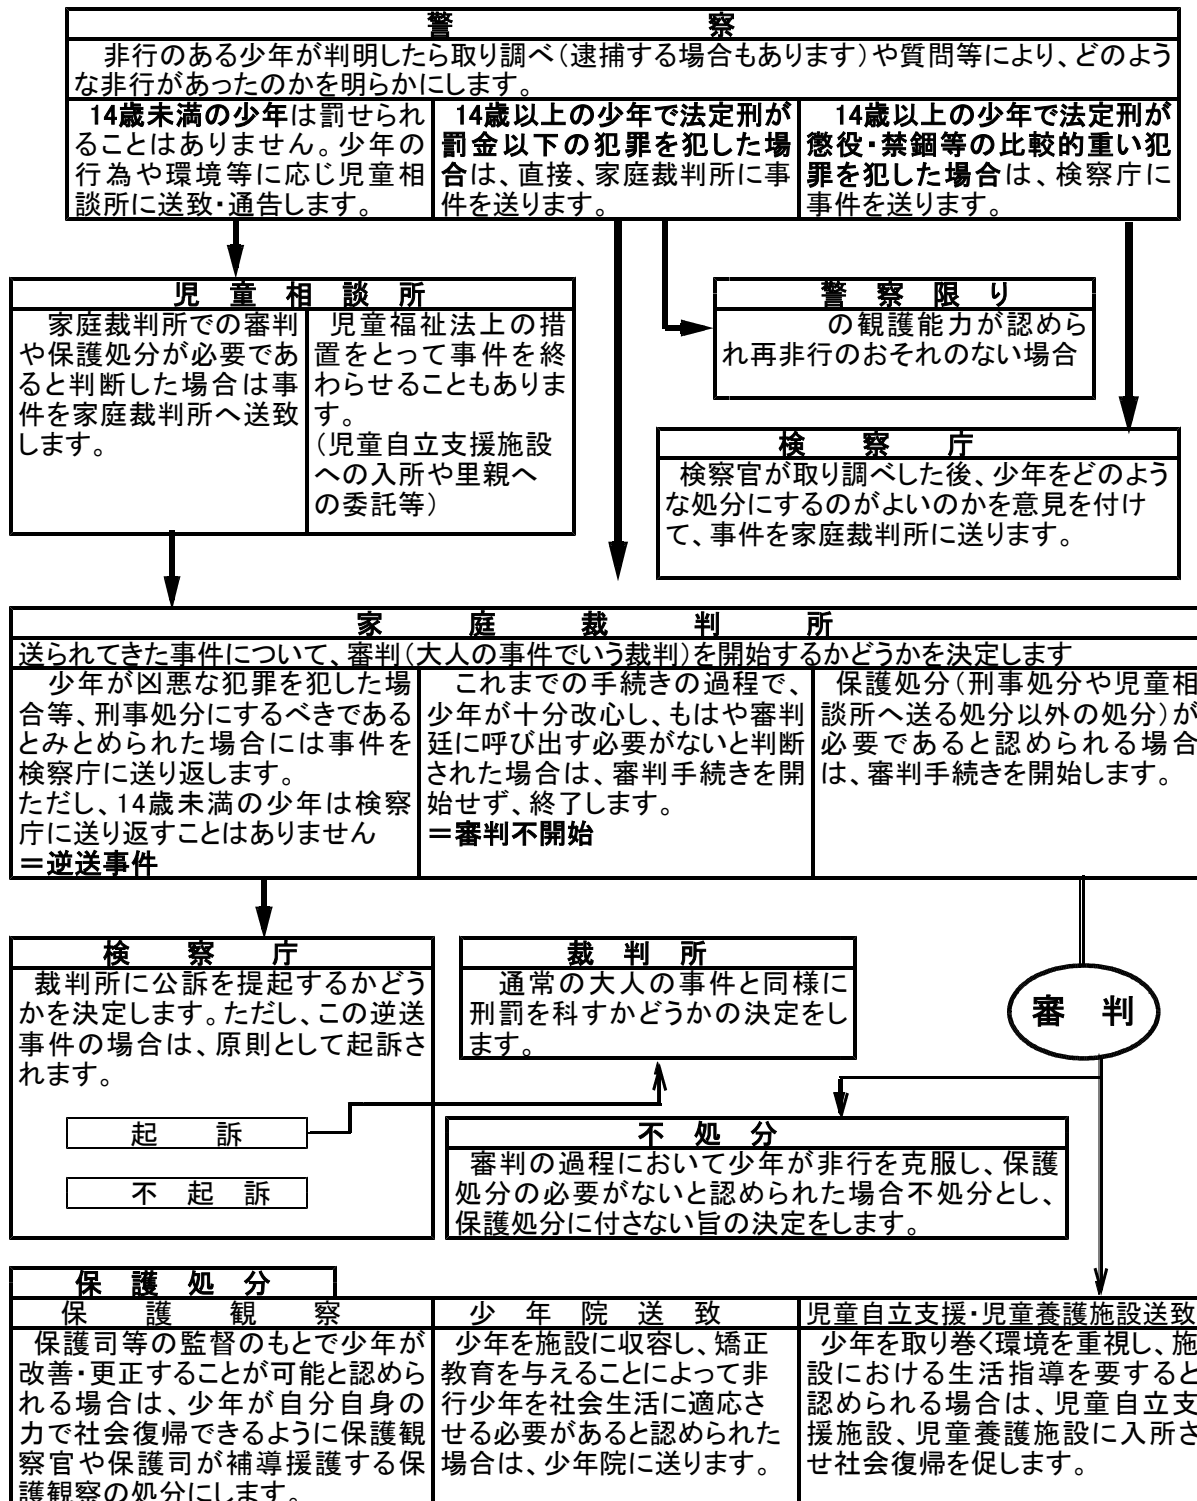 警察
非行のある少年が判明したら取り調べ(逮捕する場合もあります)や質問等により、どのよう
な非行があったのかを明らかにします。
14歳未満の少年は罰せられ
ることはありません。少年の
行為や環境等に応じ児童相
談所に送致・通告します。
14歳以上の少年で法定刑が
罰金以下の犯罪を犯した場
合は、直接、家庭裁判所に事
件を送ります。
14歳以上の少年で法定刑が
懲役・禁錮等の比較的重い犯
罪を犯した場合は、検察庁に
事件を送ります。
児童相談所
家庭裁判所での審判
や保護処分が必要であ
ると判断した場合は事
件を家庭裁判所へ送致
します。
児童福祉法上の措
置をとって事件を終
わらせることもありま
す。
(児童自立支援施設
への入所や里親へ
の委託等)
警察限り
の観護能力が認めら
れ再非行のおそれのない場合
検察庁
検察官が取り調べした後、少年をどのよう
な処分にするのがよいのかを意見を付け
て、事件を家庭裁判所に送ります。
家庭裁判所
送られてきた事件について、審判(大人の事件でいう裁判)を開始するかどうかを決定します
少年が凶悪な犯罪を犯した場
合等、刑事処分にするべきである
とみとめられた場合には事件を
検察庁に送り返します。
ただし、14歳未満の少年は検察
庁に送り返すことはありません
=逆送事件
これまでの手続きの過程で、
少年が十分改心し、もはや審判
廷に呼び出す必要がないと判断
された場合は、審判手続きを開
始せず、終了します。
=審判不開始
保護処分(刑事処分や児童相
談所へ送る処分以外の処分)が
必要であると認められる場合
は、審判手続きを開始します。
検察庁
裁判所に公訴を提起するかどう
かを決定します。ただし、この逆送
事件の場合は、原則として起訴さ
れます。
起訴
不起訴
裁判所
通常の大人の事件と同様に
刑罰を科すかどうかの決定をし
ます。
審判
不処分
審判の過程において少年が非行を克服し、保護
処分の必要がないと認められた場合不処分とし、
保護処分に付さない旨の決定をします。
保護処分
保護観察
保護司等の監督のもとで少年が
改善・更正することが可能と認めら
れる場合は、少年が自分自身の
力で社会復帰できるように保護観
察官や保護司が補導援護する保
護観察の処分にします。
少年院送致
少年を施設に収容し、矯正
教育を与えることによって非
行少年を社会生活に適応さ
せる必要があると認められた
場合は、少年院に送ります。
児童自立支援・児童養護施設送致
少年を取り巻く環境を重視し、施
設における生活指導を要すると
認められる場合は、児童自立支
援施設、児童養護施設に入所さ
せ社会復帰を促します。